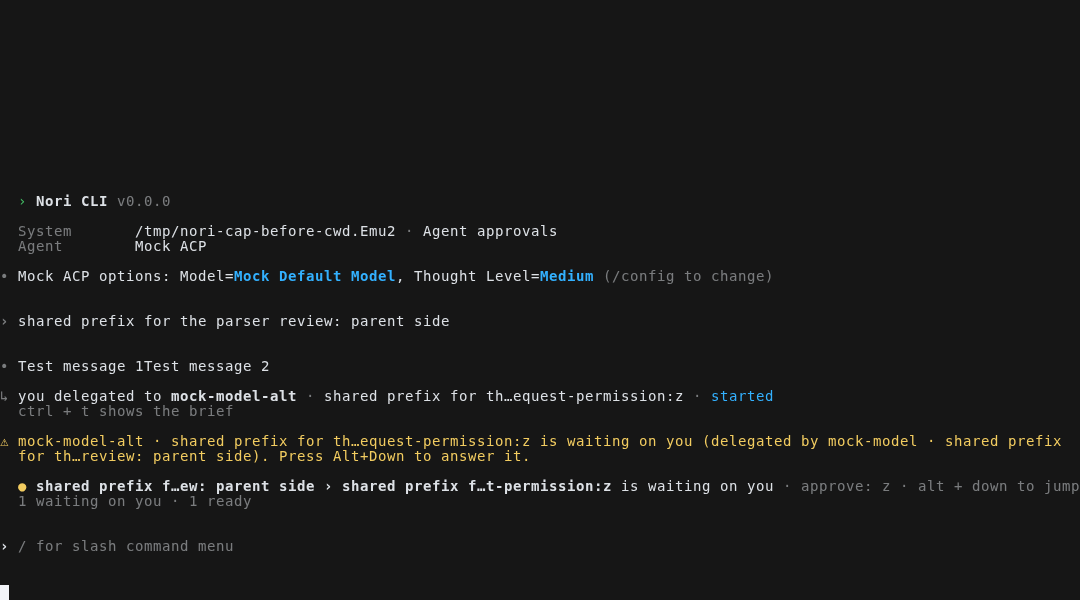 › Nori CLI v0.0.0
System /tmp/nori-cap-before-cwd.Emu2 · Agent approvals
Agent Mock ACP
• Mock ACP options: Model=Mock Default Model, Thought Level=Medium (/config to change)
› shared prefix for the parser review: parent side
• Test message 1Test message 2
↳ you delegated to mock-model-alt · shared prefix for th…equest-permission:z · started
ctrl + t shows the brief
⚠ mock-model-alt · shared prefix for th…equest-permission:z is waiting on you (delegated by mock-model · shared prefix
for th…review: parent side). Press Alt+Down to answer it.
● shared prefix f…ew: parent side › shared prefix f…t-permission:z is waiting on you · approve: z · alt + down to jump
1 waiting on you · 1 ready
› / for slash command menu